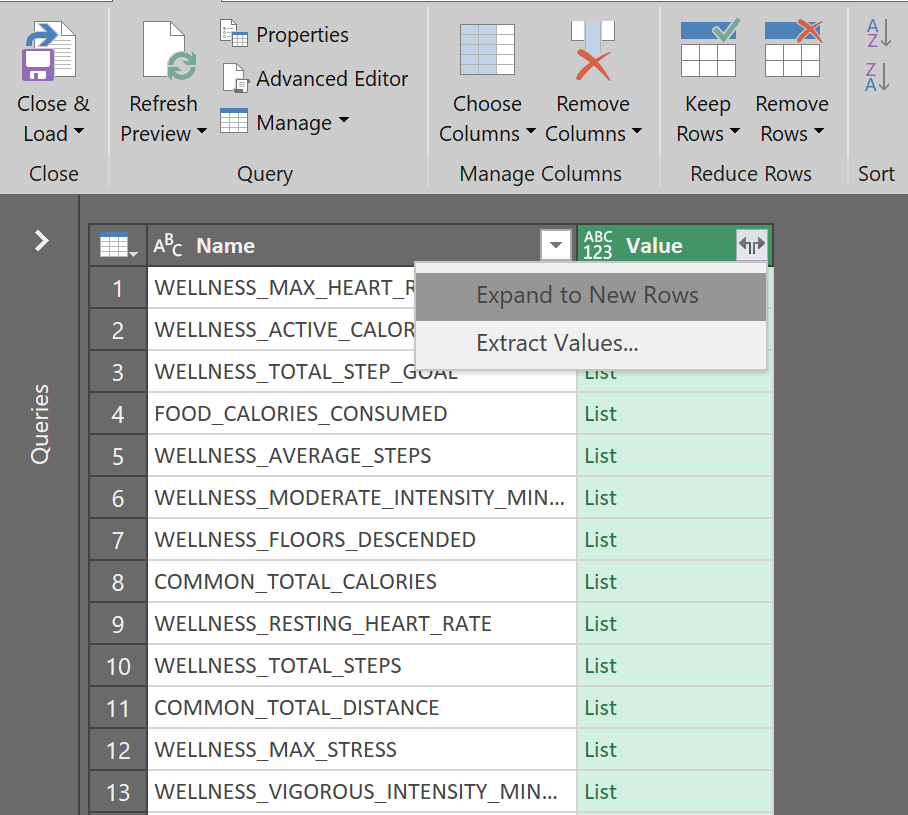 Properties
Advanced Editor
Manage
Close &
Load
Refresh
Preview
Choose
Columns
Remove
Columns
Keep
Rows
Remove
Rows
A
Z
Z
A
Close
Query
Manage Columns
Reduce Rows
Sort
Queries
ABC Name
ABC
123 Value
Expand to New Rows
Extract Values...
1 WELLNESS_MAX_HEART_R
2 WELLNESS_ACTIVE_CALOR
3 WELLNESS_TOTAL_STEP_GOAL List
4 FOOD_CALORIES_CONSUMED List
5 WELLNESS_AVERAGE_STEPS List
6 WELLNESS_MODERATE_INTENSITY_MIN... List
7 WELLNESS_FLOORS_DESCENDED List
8 COMMON_TOTAL_CALORIES List
9 WELLNESS_RESTING_HEART_RATE List
10 WELLNESS_TOTAL_STEPS List
11 COMMON_TOTAL_DISTANCE List
12 WELLNESS_MAX_STRESS List
13 WELLNESS_VIGOROUS_INTENSITY_MIN... List